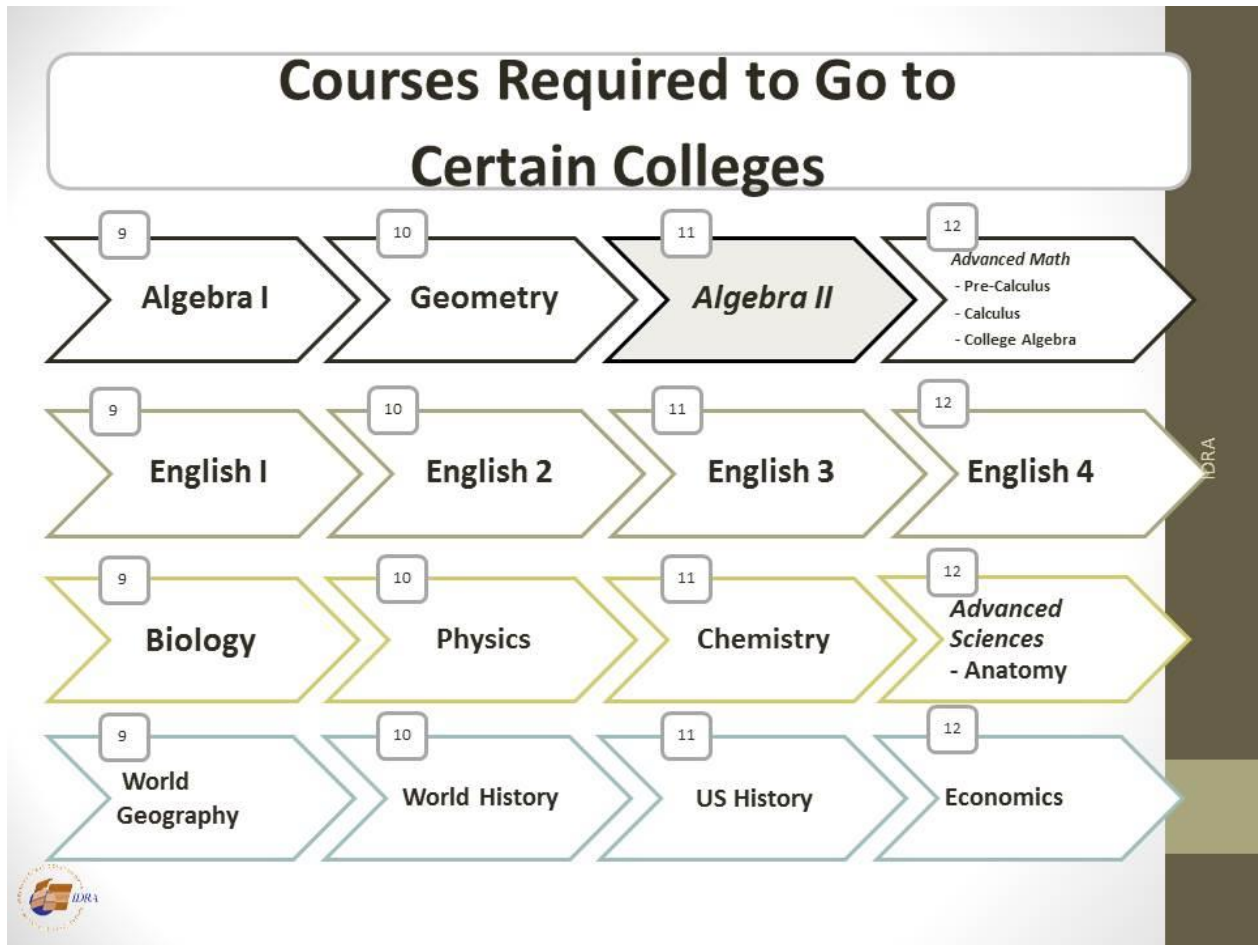 Courses Required to Go to
Certain Colleges
9
10
11
12
Algebra I
Geometry
Algebra II
Advanced Math
- Pre-Calculus
- Calculus
- College Algebra
9
10
11
12
English I
English 2
English 3
English 4
IDRA
9
10
11
12
Biology
Physics
Chemistry
Advanced
Sciences
- Anatomy
9
10
11
12
World
Geography
World History
US History
Economics
IDRA